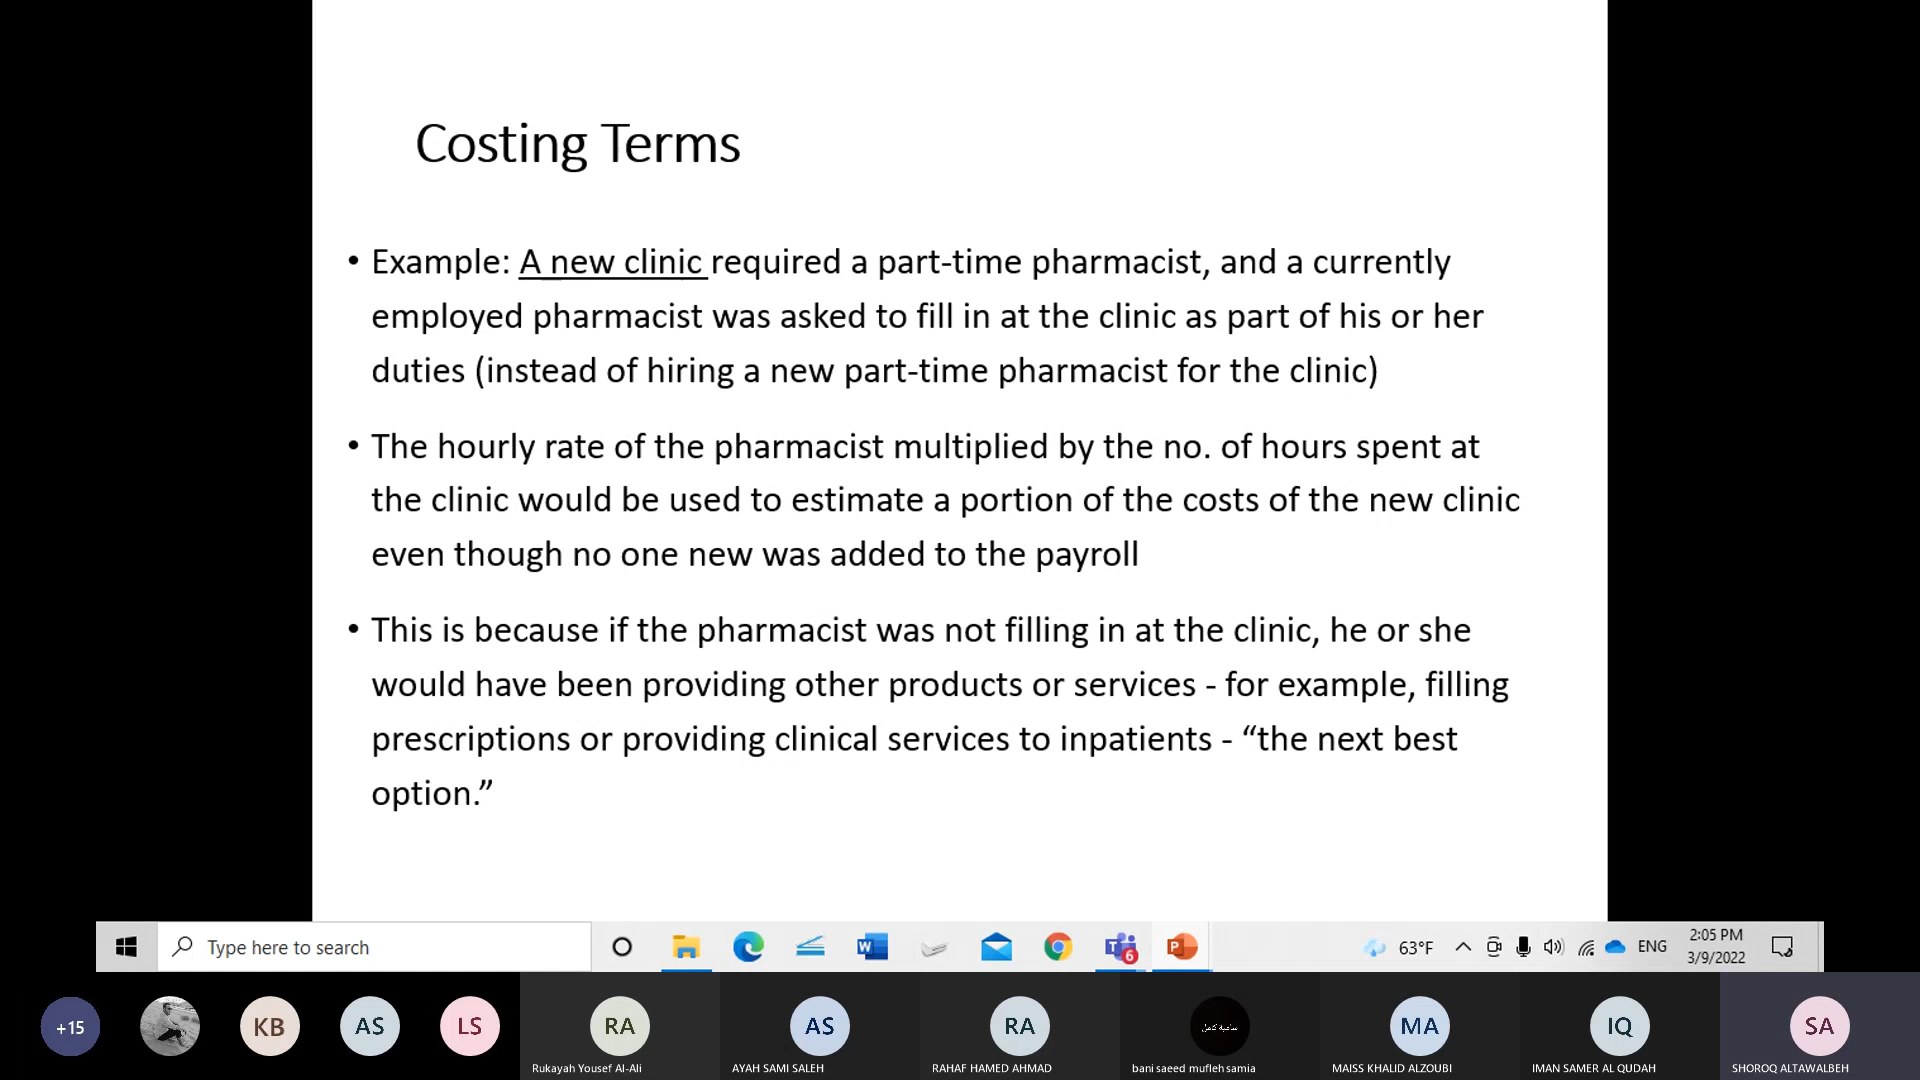 Costing Terms
• Example: A new clinic required a part-time pharmacist, and a currently
employed pharmacist was asked to fill in at the clinic as part of his or her
duties (instead of hiring a new part-time pharmacist for the clinic)
• The hourly rate of the pharmacist multiplied by the no. of hours spent at
the clinic would be used to estimate a portion of the costs of the new clinic
even though no one new was added to the payroll
• This is because if the pharmacist was not filling in at the clinic, he or she
would have been providing other products or services - for example, filling
prescriptions or providing clinical services to inpatients - “the next best
option.”
Type here to search
W
T
6
P
63°F
ENG
2:05 PM
3/9/2022
+15
KB
AS
LS
RA
AS
RA
سامية كامل
MA
IQ
SA
Rukayah Yousef Al-Ali
AYAH SAMI SALEH
RAHAF HAMED AHMAD
bani saeed mufleh samia
MAISS KHALID ALZOUBI
IMAN SAMER AL QUDAH
SHOROQ ALTAWALBEH